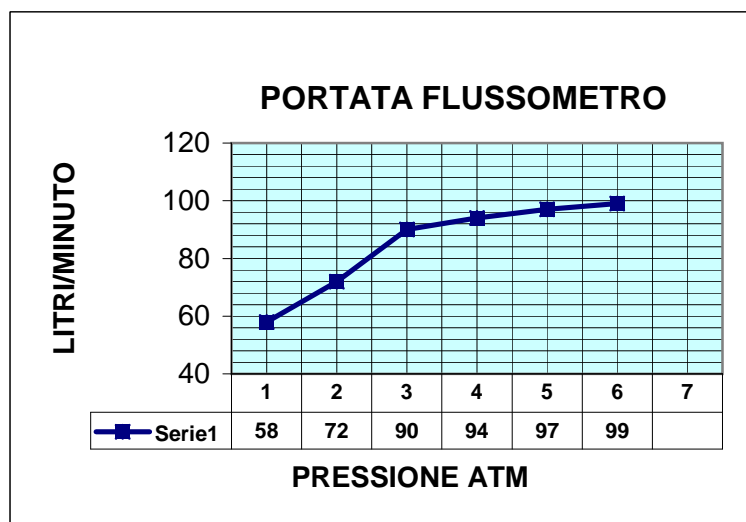 PORTATA FLUSSOMETRO
LITRI/MINUTO
120
100
80
60
40
1 2 3 4 5 6 7
Serie1 58 72 90 94 97 99
PRESSIONE ATM